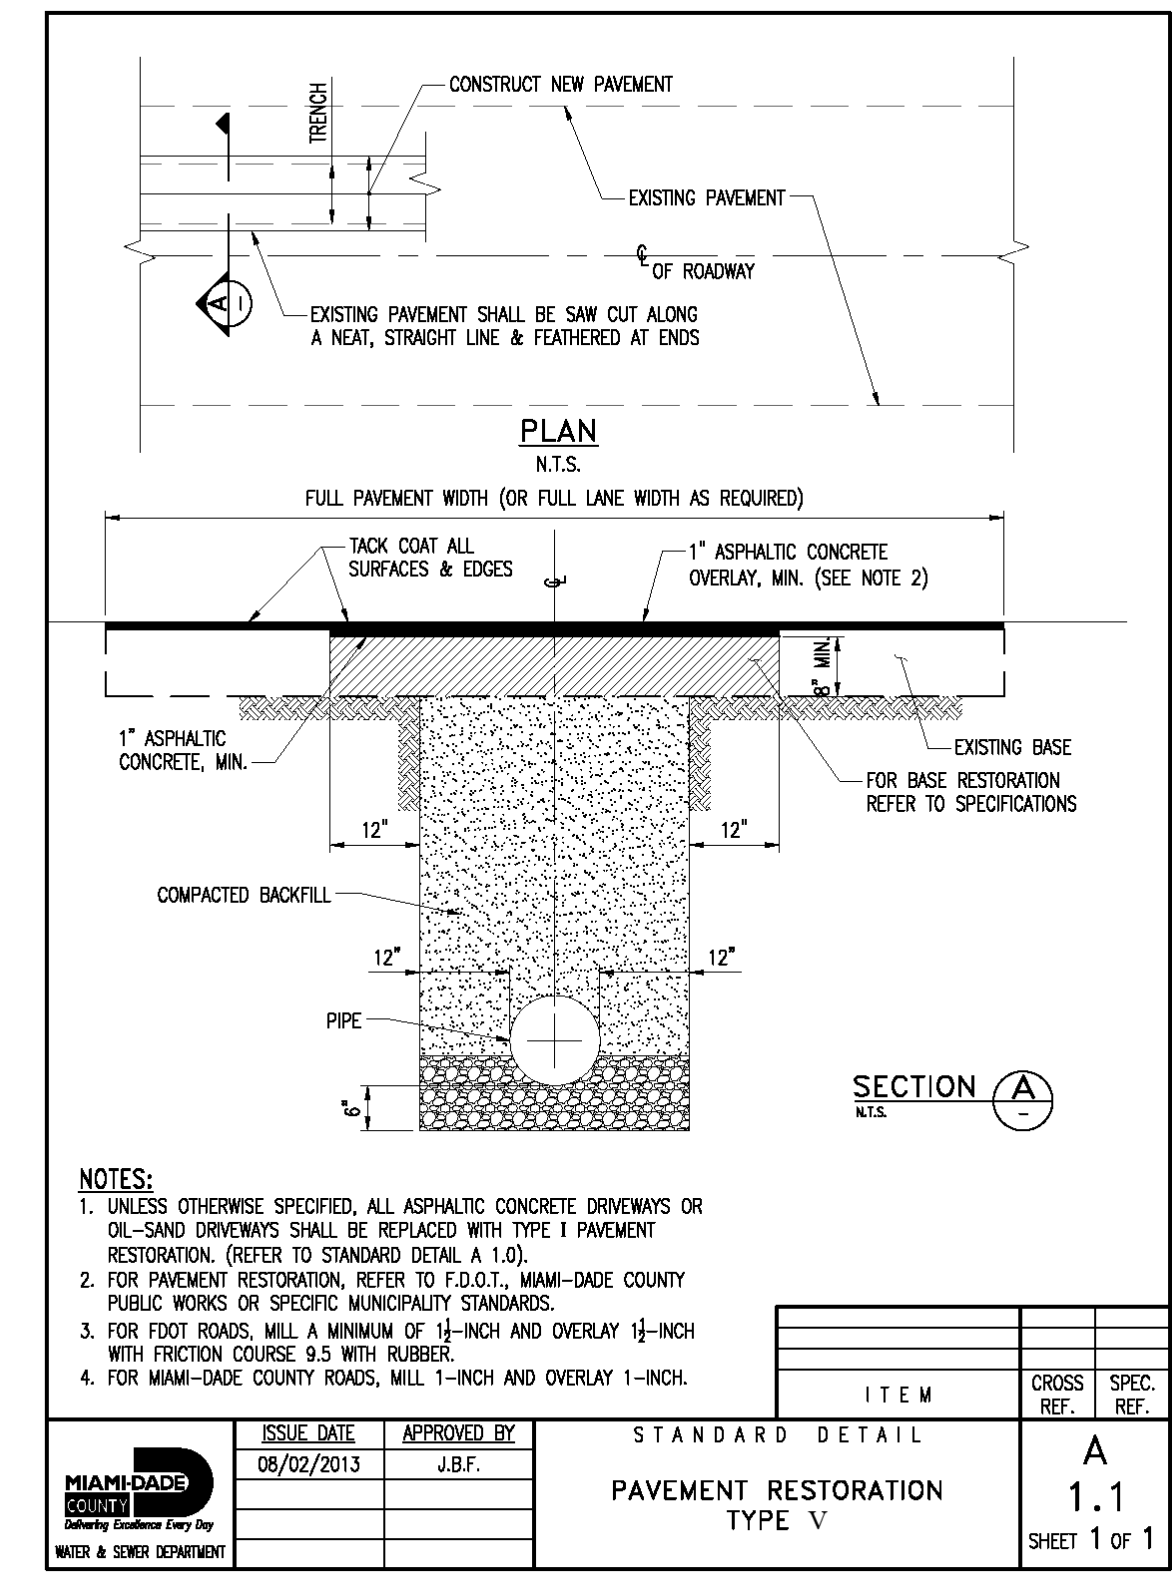 CONSTRUCT NEW PAVEMENT
TRENCH
EXISTING PAVEMENT
℄ OF ROADWAY
A
-
EXISTING PAVEMENT SHALL BE SAW CUT ALONG
A NEAT, STRAIGHT LINE & FEATHERED AT ENDS
PLAN
N.T.S.
FULL PAVEMENT WIDTH (OR FULL LANE WIDTH AS REQUIRED)
TACK COAT ALL
SURFACES & EDGES
1" ASPHALTIC CONCRETE
OVERLAY, MIN. (SEE NOTE 2)
℄
8" MIN.
1" ASPHALTIC
CONCRETE, MIN.
EXISTING BASE
FOR BASE RESTORATION
REFER TO SPECIFICATIONS
12"
12"
COMPACTED BACKFILL
12"
12"
PIPE
6"
SECTION A
N.T.S.
-
NOTES:
1. UNLESS OTHERWISE SPECIFIED, ALL ASPHALTIC CONCRETE DRIVEWAYS OR
OIL-SAND DRIVEWAYS SHALL BE REPLACED WITH TYPE I PAVEMENT
RESTORATION. (REFER TO STANDARD DETAIL A 1.0).
2. FOR PAVEMENT RESTORATION, REFER TO F.D.O.T., MIAMI-DADE COUNTY
PUBLIC WORKS OR SPECIFIC MUNICIPALITY STANDARDS.
3. FOR FDOT ROADS, MILL A MINIMUM OF 1½-INCH AND OVERLAY 1½-INCH
WITH FRICTION COURSE 9.5 WITH RUBBER.
4. FOR MIAMI-DADE COUNTY ROADS, MILL 1-INCH AND OVERLAY 1-INCH.
ITEM
CROSS REF.
SPEC. REF.
MIAMI-DADE
COUNTY
Delivering Excellence Every Day
WATER & SEWER DEPARTMENT
ISSUE DATE
08/02/2013
APPROVED BY
J.B.F.
STANDARD DETAIL
PAVEMENT RESTORATION
TYPE V
A
1.1
SHEET 1 OF 1